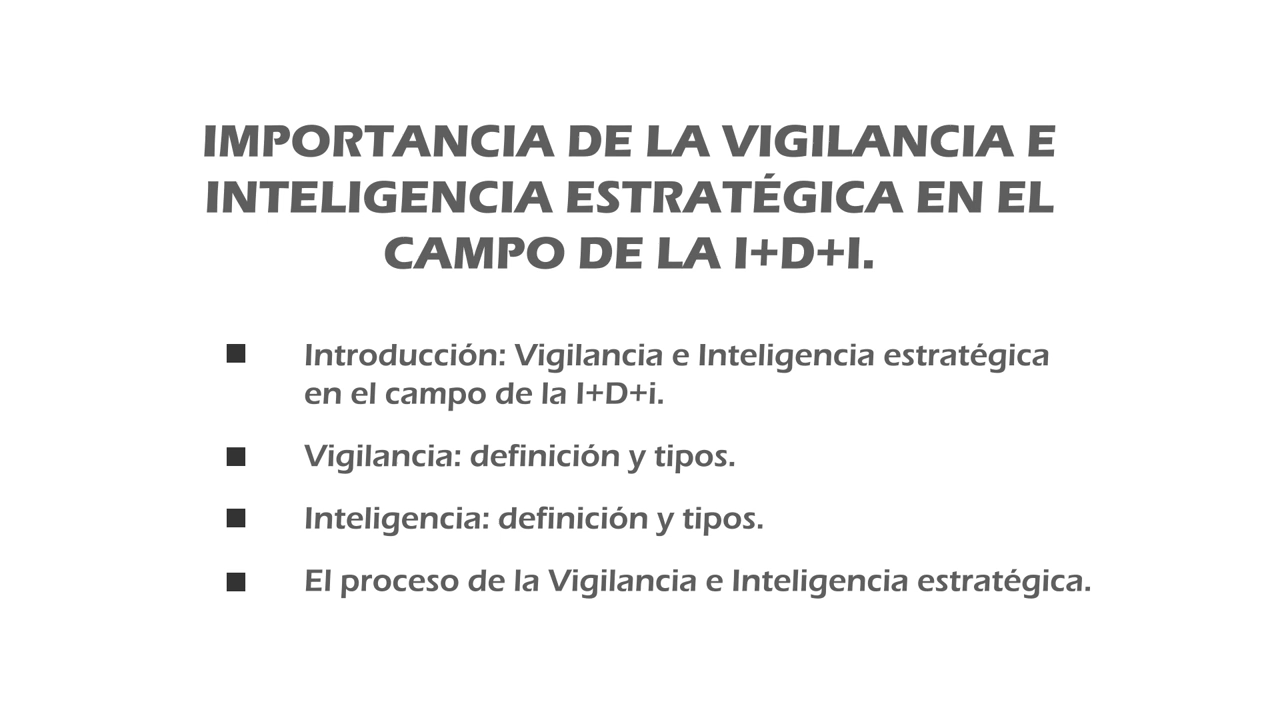 IMPORTANCIA DE LA VIGILANCIA E
INTELIGENCIA ESTRATÉGICA EN EL
CAMPO DE LA I+D+I.
Introducción: Vigilancia e Inteligencia estratégica
en el campo de la I+D+i.
Vigilancia: definición y tipos.
Inteligencia: definición y tipos.
El proceso de la Vigilancia e Inteligencia estratégica.